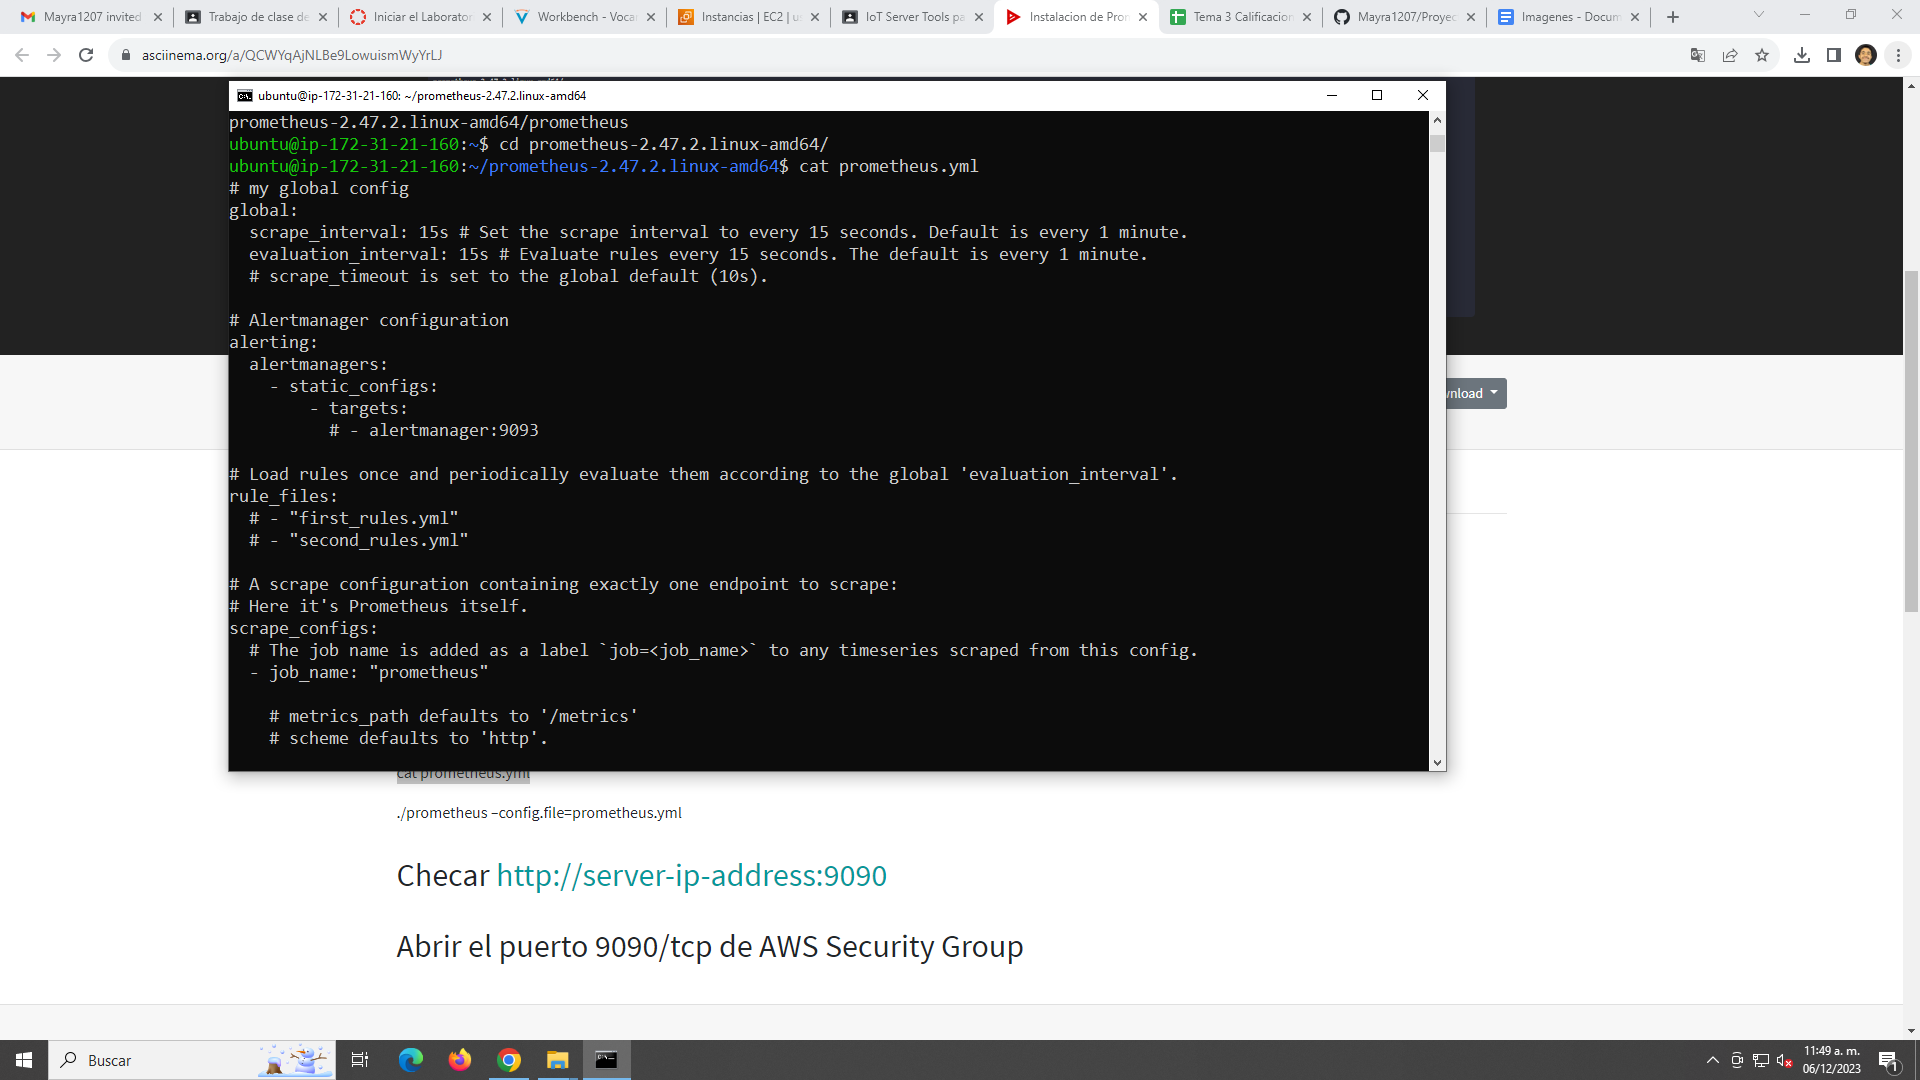 Mayra1207 invited
Trabajo de clase de
Iniciar el Laborator
Workbench - Vocar
Instancias | EC2 | us
IoT Server Tools pa
Instalacion de Pron
Tema 3 Calificacion
Mayra1207/Proyec
Imagenes - Docum
asciinema.org/a/QCWYqAjNLBe9LowuismWyYrLJ
ubuntu@ip-172-31-21-160: ~/prometheus-2.47.2.linux-amd64
prometheus-2.47.2.linux-amd64/prometheus
ubuntu@ip-172-31-21-160:~$ cd prometheus-2.47.2.linux-amd64/
ubuntu@ip-172-31-21-160:~/prometheus-2.47.2.linux-amd64$ cat prometheus.yml
# my global config
global:
  scrape_interval: 15s # Set the scrape interval to every 15 seconds. Default is every 1 minute.
  evaluation_interval: 15s # Evaluate rules every 15 seconds. The default is every 1 minute.
  # scrape_timeout is set to the global default (10s).
# Alertmanager configuration
alerting:
  alertmanagers:
    - static_configs:
        - targets:
          # - alertmanager:9093
# Load rules once and periodically evaluate them according to the global 'evaluation_interval'.
rule_files:
  # - "first_rules.yml"
  # - "second_rules.yml"
# A scrape configuration containing exactly one endpoint to scrape:
# Here it's Prometheus itself.
scrape_configs:
  # The job name is added as a label `job=<job_name>` to any timeseries scraped from this config.
  - job_name: "prometheus"
    # metrics_path defaults to '/metrics'
    # scheme defaults to 'http'.
nload
cat prometheus.yml
./prometheus –config.file=prometheus.yml
Checar http://server-ip-address:9090
Abrir el puerto 9090/tcp de AWS Security Group
Buscar
11:49 a. m.
06/12/2023
1